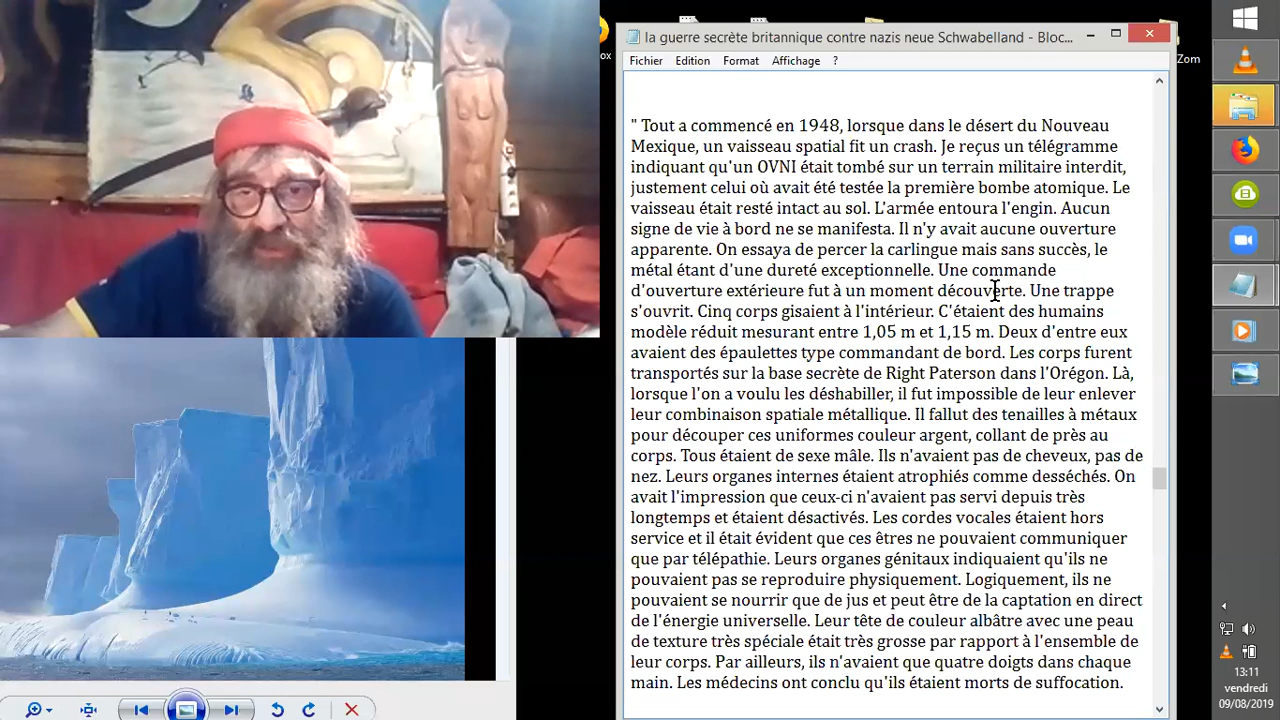 la guerre secrète britannique contre nazis neue Schwabelland - Bloc...
Fichier Edition Format Affichage ?
" Tout a commencé en 1948, lorsque dans le désert du Nouveau
Mexique, un vaisseau spatial fit un crash. Je reçus un télégramme
indiquant qu'un OVNI était tombé sur un terrain militaire interdit,
justement celui où avait été testée la première bombe atomique. Le
vaisseau était resté intact au sol. L'armée entoura l'engin. Aucun
signe de vie à bord ne se manifesta. Il n'y avait aucune ouverture
apparente. On essaya de percer la carlingue mais sans succès, le
métal étant d'une dureté exceptionnelle. Une commande
d'ouverture extérieure fut à un moment découverte. Une trappe
s'ouvrit. Cinq corps gisaient à l'intérieur. C'étaient des humains
modèle réduit mesurant entre 1,05 m et 1,15 m. Deux d'entre eux
avaient des épaulettes type commandant de bord. Les corps furent
transportés sur la base secrète de Right Paterson dans l'Orégon. Là,
lorsque l'on a voulu les déshabiller, il fut impossible de leur enlever
leur combinaison spatiale métallique. Il fallut des tenailles à métaux
pour découper ces uniformes couleur argent, collant de près au
corps. Tous étaient de sexe mâle. Ils n'avaient pas de cheveux, pas de
nez. Leurs organes internes étaient atrophiés comme desséchés. On
avait l'impression que ceux-ci n'avaient pas servi depuis très
longtemps et étaient désactivés. Les cordes vocales étaient hors
service et il était évident que ces êtres ne pouvaient communiquer
que par télépathie. Leurs organes génitaux indiquaient qu'ils ne
pouvaient pas se reproduire physiquement. Logiquement, ils ne
pouvaient se nourrir que de jus et peut être de la captation en direct
de l'énergie universelle. Leur tête de couleur albâtre avec une peau
de texture très spéciale était très grosse par rapport à l'ensemble de
leur corps. Par ailleurs, ils n'avaient que quatre doigts dans chaque
main. Les médecins ont conclu qu'ils étaient morts de suffocation.
ox
Zom
13:11
vendredi
09/08/2019